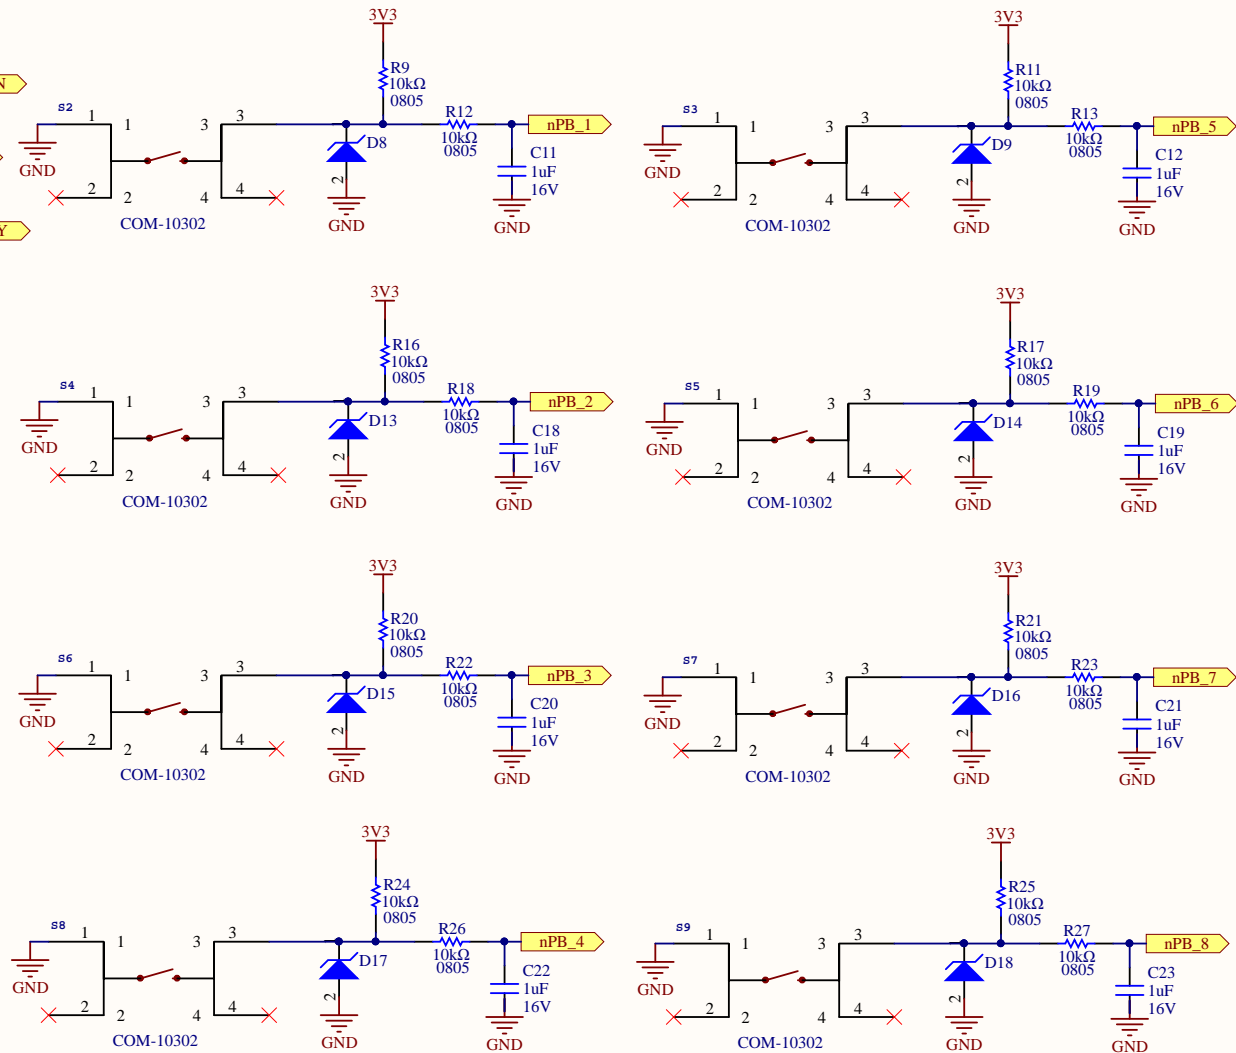 N
Y
3V3
R9
10kΩ
0805
S2
1
1
3
3
2
2
4
4
GND
COM-10302
D8
2
GND
R12
10kΩ
0805
C11
1uF
16V
GND
nPB_1
3V3
R11
10kΩ
0805
S3
1
1
3
3
2
2
4
4
GND
COM-10302
D9
2
GND
R13
10kΩ
0805
C12
1uF
16V
GND
nPB_5
3V3
R16
10kΩ
0805
S4
1
1
3
3
2
2
4
4
GND
COM-10302
D13
2
GND
R18
10kΩ
0805
C18
1uF
16V
GND
nPB_2
3V3
R17
10kΩ
0805
S5
1
1
3
3
2
2
4
4
GND
COM-10302
D14
2
GND
R19
10kΩ
0805
C19
1uF
16V
GND
nPB_6
3V3
R20
10kΩ
0805
S6
1
1
3
3
2
2
4
4
GND
COM-10302
D15
2
GND
R22
10kΩ
0805
C20
1uF
16V
GND
nPB_3
3V3
R21
10kΩ
0805
S7
1
1
3
3
2
2
4
4
GND
COM-10302
D16
2
GND
R23
10kΩ
0805
C21
1uF
16V
GND
nPB_7
3V3
R24
10kΩ
0805
S8
1
1
3
3
2
2
4
4
GND
COM-10302
D17
2
GND
R26
10kΩ
0805
C22
1uF
16V
GND
nPB_4
3V3
R25
10kΩ
0805
S9
1
1
3
3
2
2
4
4
GND
COM-10302
D18
2
GND
R27
10kΩ
0805
C23
1uF
16V
GND
nPB_8